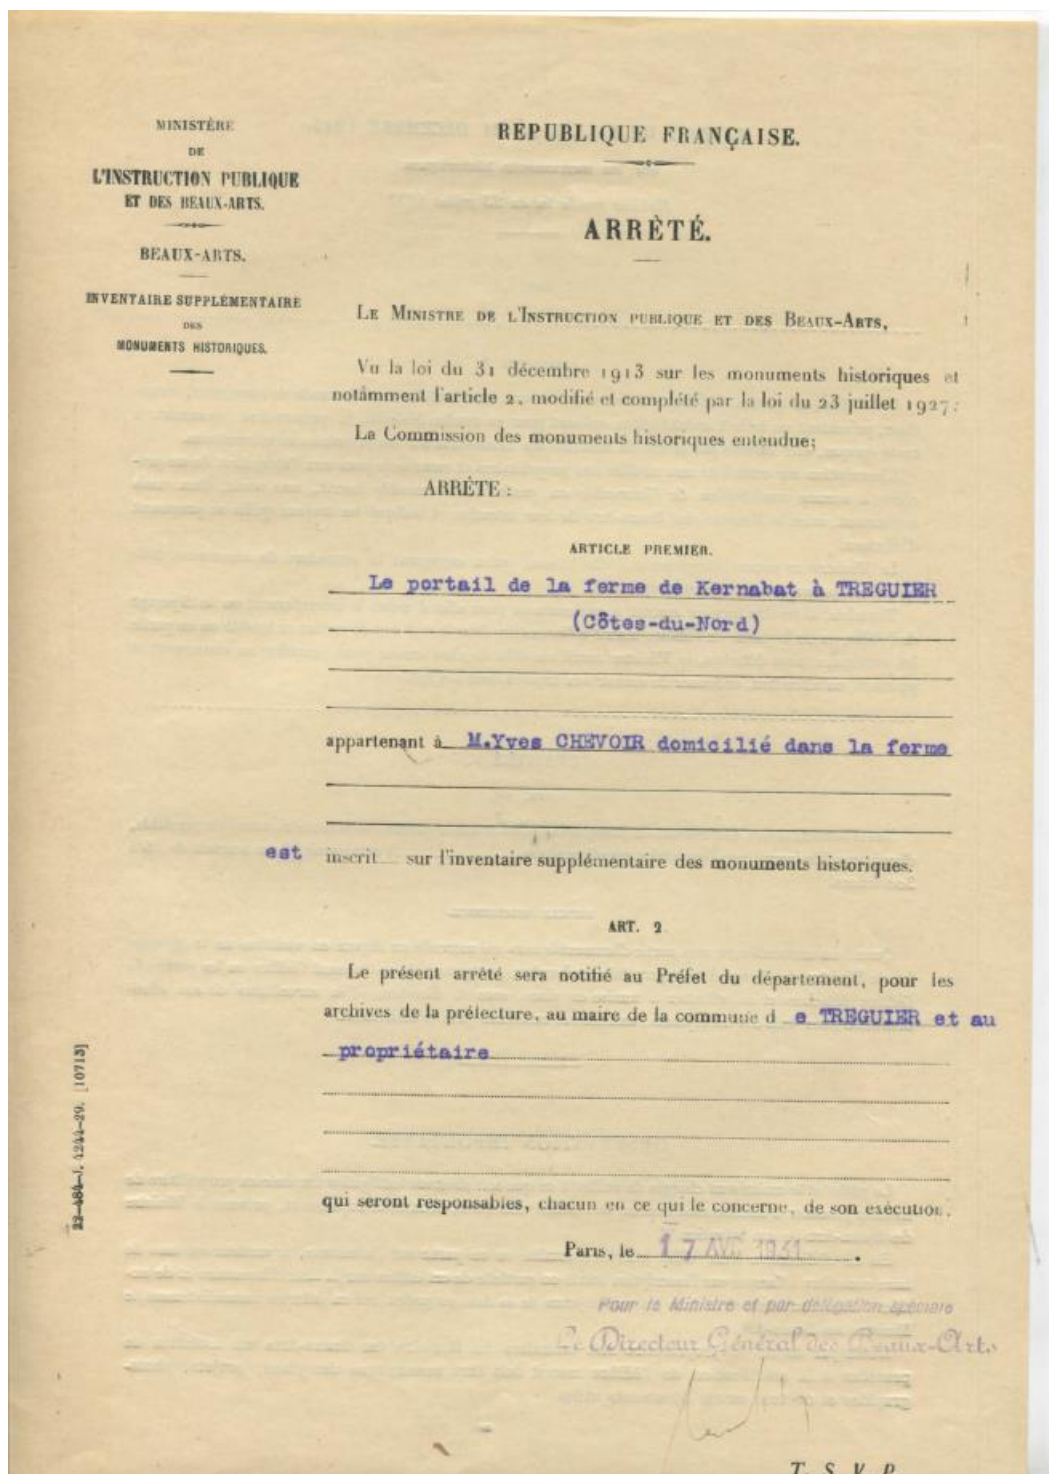 MINISTÈRE
DE
L'INSTRUCTION PUBLIQUE
ET DES BEAUX-ARTS.
BEAUX-ARTS.
INVENTAIRE SUPPLÉMENTAIRE
DES
MONUMENTS HISTORIQUES.
REPUBLIQUE FRANÇAISE.
ARRÊTÉ.
LE MINISTRE DE L'INSTRUCTION PUBLIQUE ET DES BEAUX-ARTS,
Vu la loi du 31 décembre 1913 sur les monuments historiques et
notamment l'article 2, modifié et complété par la loi du 23 juillet 1927;
La Commission des monuments historiques entendue;
ARRÊTE :
ARTICLE PREMIER.
Le portail de la ferme de Kernabat à TREGUIER
(Côtes-du-Nord)
appartenant à M.Yves CHEVOIR domicilié dans la ferme
est inscrit sur l'inventaire supplémentaire des monuments historiques.
ART. 2
Le présent arrêté sera notifié au Préfet du département, pour les
archives de la préfecture, au maire de la commune d e TREGUIER et au
propriétaire
qui seront responsables, chacun en ce qui le concerne, de son exécution.
Paris, le 17 AVR 1931 .
Pour le Ministre et par délégation spéciale
Le Directeur Général des Beaux-Arts
T. S. V. P.
22-484-J. 4244-29. [10713]